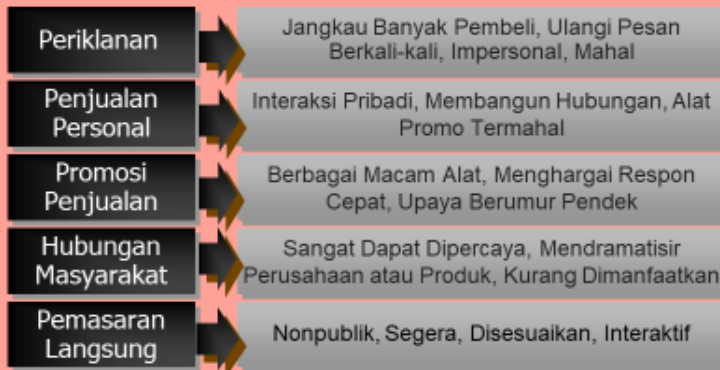 Periklanan
Jangkau Banyak Pembeli, Ulangi Pesan
Berkali-kali, Impersonal, Mahal
Penjualan
Personal
Interaksi Pribadi, Membangun Hubungan, Alat
Promo Termahal
Promosi
Penjualan
Berbagai Macam Alat, Menghargai Respon
Cepat, Upaya Berumur Pendek
Hubungan
Masyarakat
Sangat Dapat Dipercaya, Mendramatisir
Perusahaan atau Produk, Kurang Dimanfaatkan
Pemasaran
Langsung
Nonpublik, Segera, Disesuaikan, Interaktif